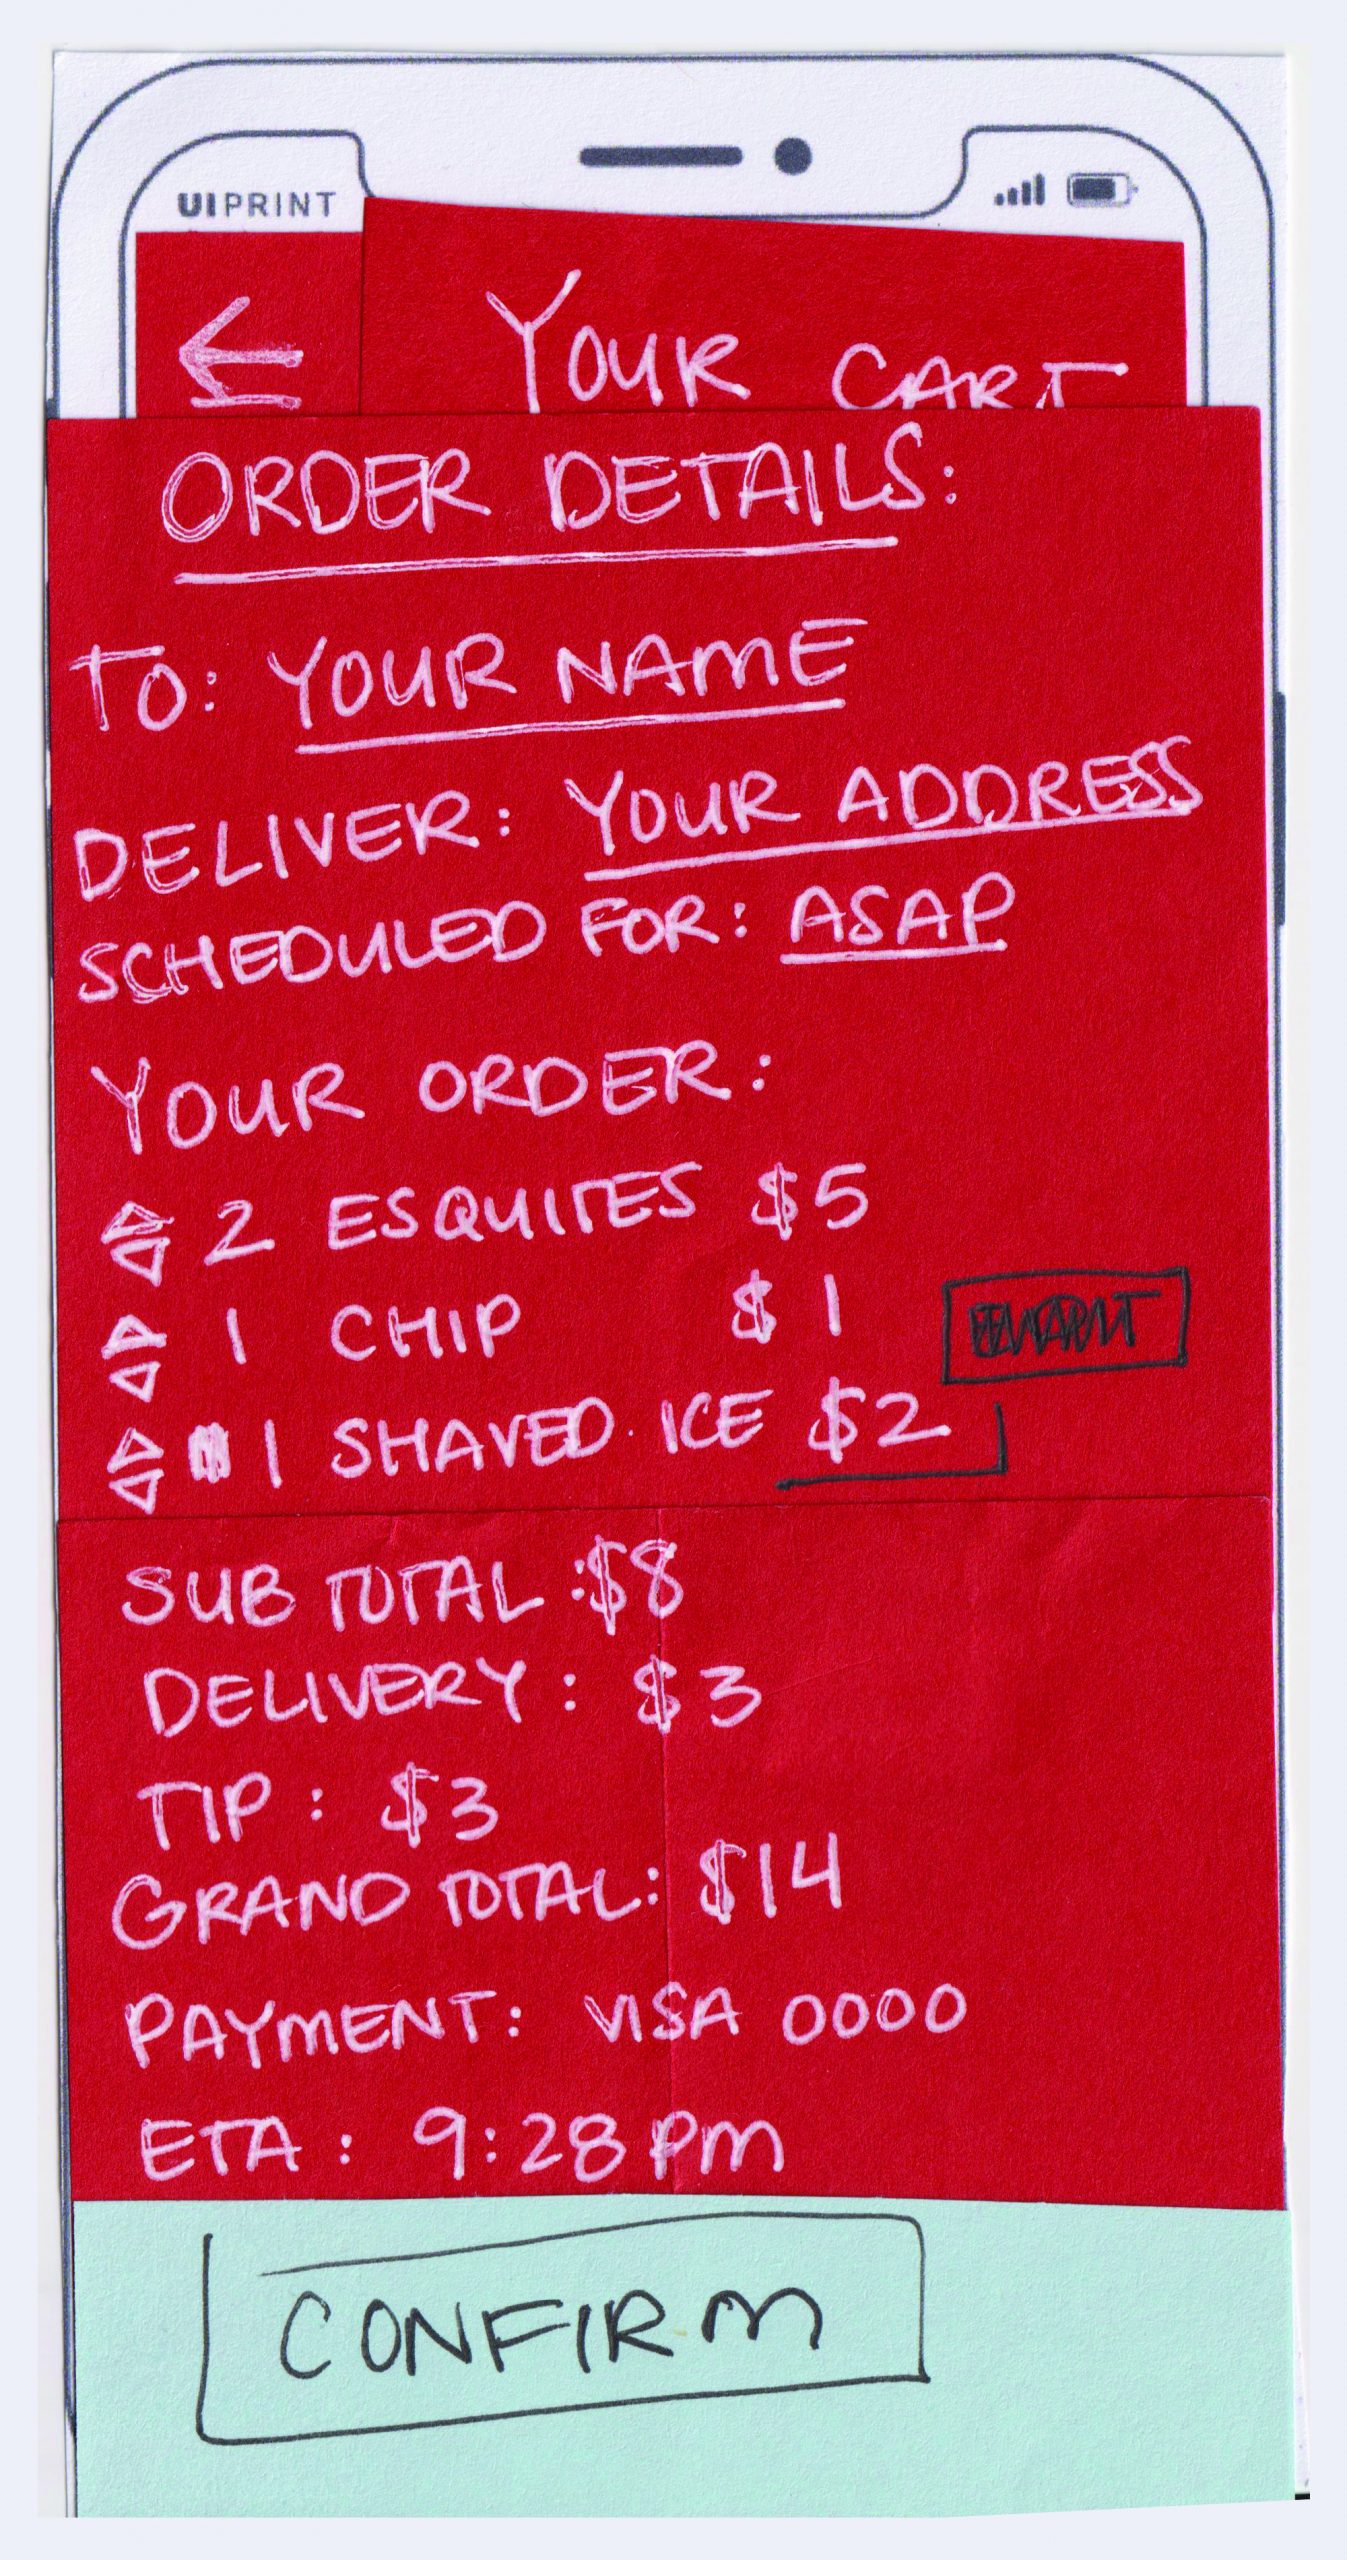 UIPRINT
← YOUR CART
ORDER DETAILS:
TO: YOUR NAME
DELIVER: YOUR ADDRESS
SCHEDULED FOR: ASAP
YOUR ORDER:
2 ESQUITES $5
1 CHIP $1
1 SHAVED ICE $2
SUB TOTAL :$8
DELIVERY: $3
TIP: $3
GRAND TOTAL: $14
PAYMENT: VISA 0000
ETA: 9:28 PM
CONFIRM